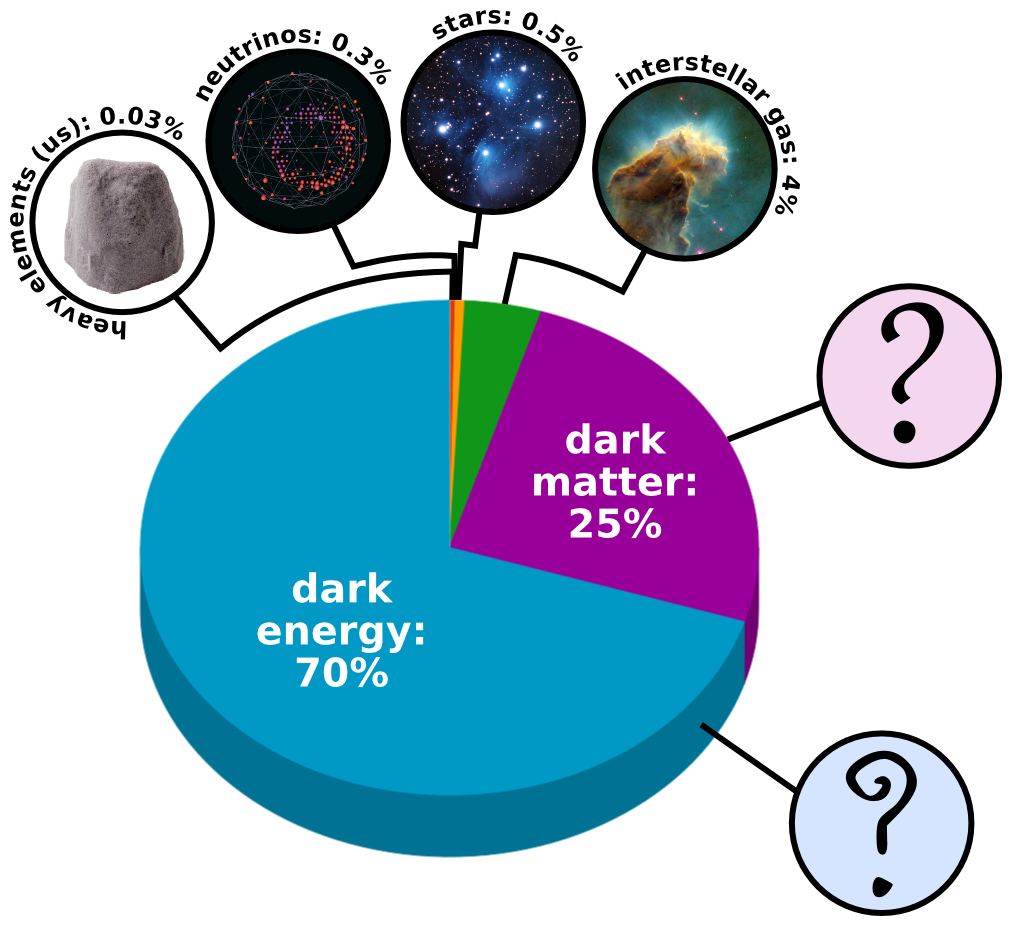 heavy elements (us): 0.03%
neutrinos: 0.3%
stars: 0.5%
interstellar gas: 4%
?
dark
matter:
25%
dark
energy:
70%
?